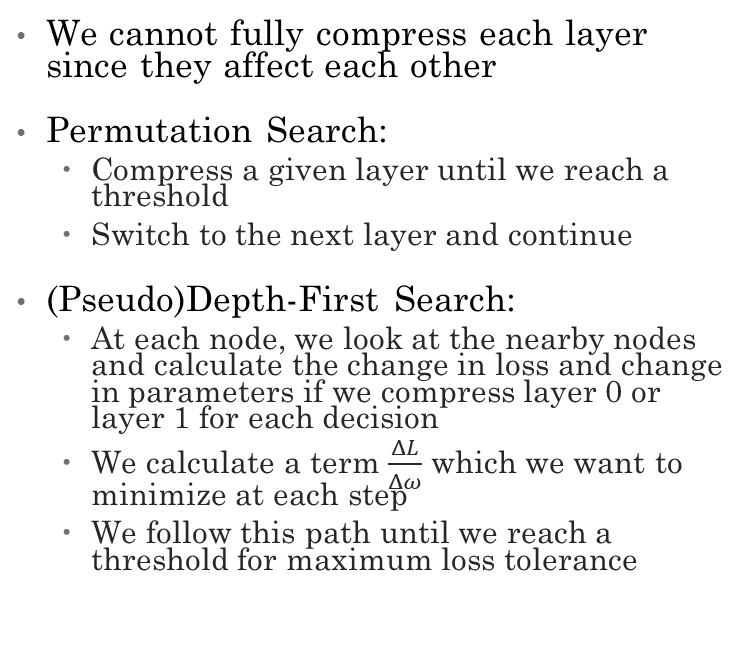 • We cannot fully compress each layer
since they affect each other
• Permutation Search:
• Compress a given layer until we reach a
threshold
• Switch to the next layer and continue
• (Pseudo)Depth-First Search:
• At each node, we look at the nearby nodes
and calculate the change in loss and change
in parameters if we compress layer 0 or
layer 1 for each decision
• We calculate a term ΔL/Δω which we want to
minimize at each step
• We follow this path until we reach a
threshold for maximum loss tolerance